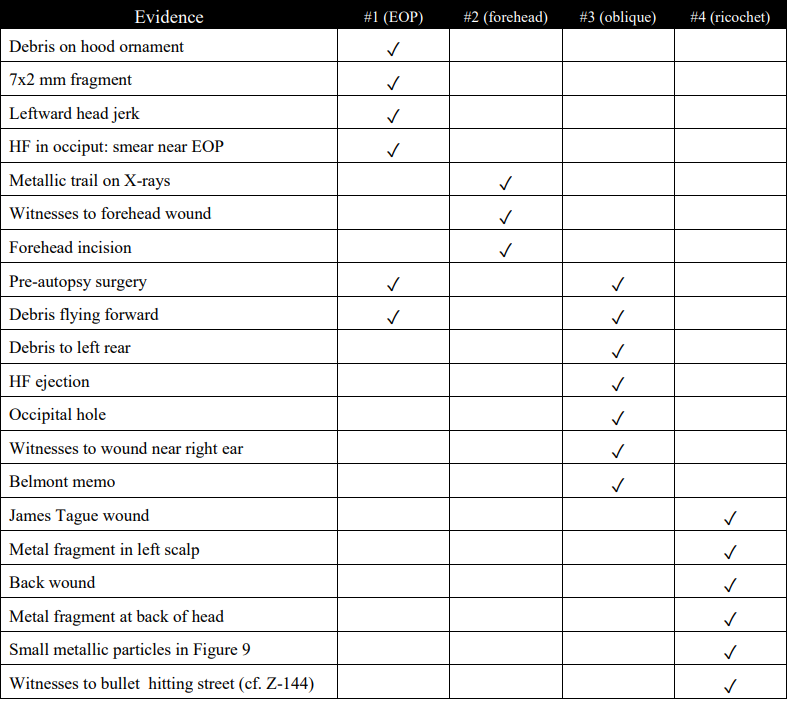 Evidence #1 (EOP) #2 (forehead) #3 (oblique) #4 (ricochet)
Debris on hood ornament ✓
7x2 mm fragment ✓
Leftward head jerk ✓
HF in occiput: smear near EOP ✓
Metallic trail on X-rays ✓
Witnesses to forehead wound ✓
Forehead incision ✓
Pre-autopsy surgery ✓ ✓
Debris flying forward ✓ ✓
Debris to left rear ✓
HF ejection ✓
Occipital hole ✓
Witnesses to wound near right ear ✓
Belmont memo ✓
James Tague wound ✓
Metal fragment in left scalp ✓
Back wound ✓
Metal fragment at back of head ✓
Small metallic particles in Figure 9 ✓
Witnesses to bullet hitting street (cf. Z-144) ✓